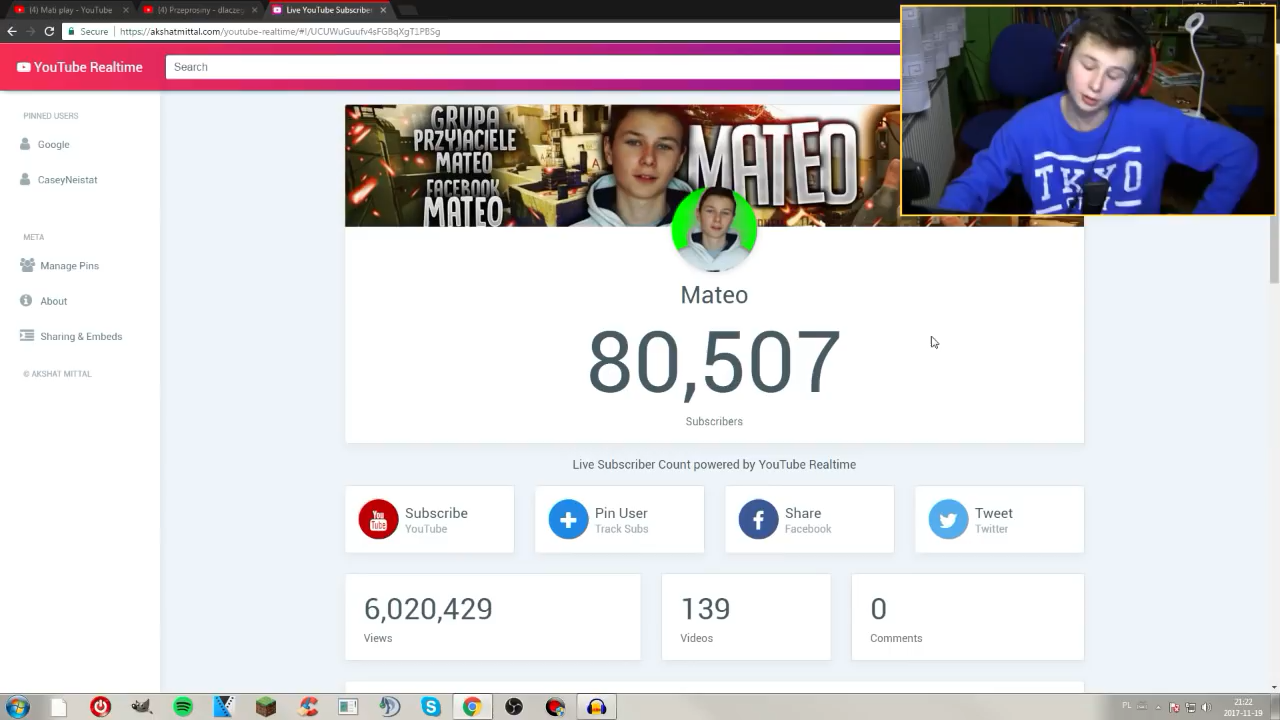 (4) Mati play - YouTube
(4) Przeprosiny - dlaczeg
Live YouTube Subscribe
Secure
https://akshatmittal.com/youtube-realtime/#!/UCUWuGuufv4sFGBqXgT1PBSg
YouTube Realtime
Search
PINNED USERS
Google
CaseyNeistat
META
Manage Pins
About
Sharing & Embeds
© AKSHAT MITTAL
GRUPA
PRZYJACIELE
MATEO
FACEBOOK
MATEO
MATEO
TKYO
Mateo
80,507
Subscribers
Live Subscriber Count powered by YouTube Realtime
You
Tube
Subscribe
YouTube
Pin User
Track Subs
Share
Facebook
Tweet
Twitter
6,020,429
Views
139
Videos
0
Comments
PL
21:22
2017-11-19